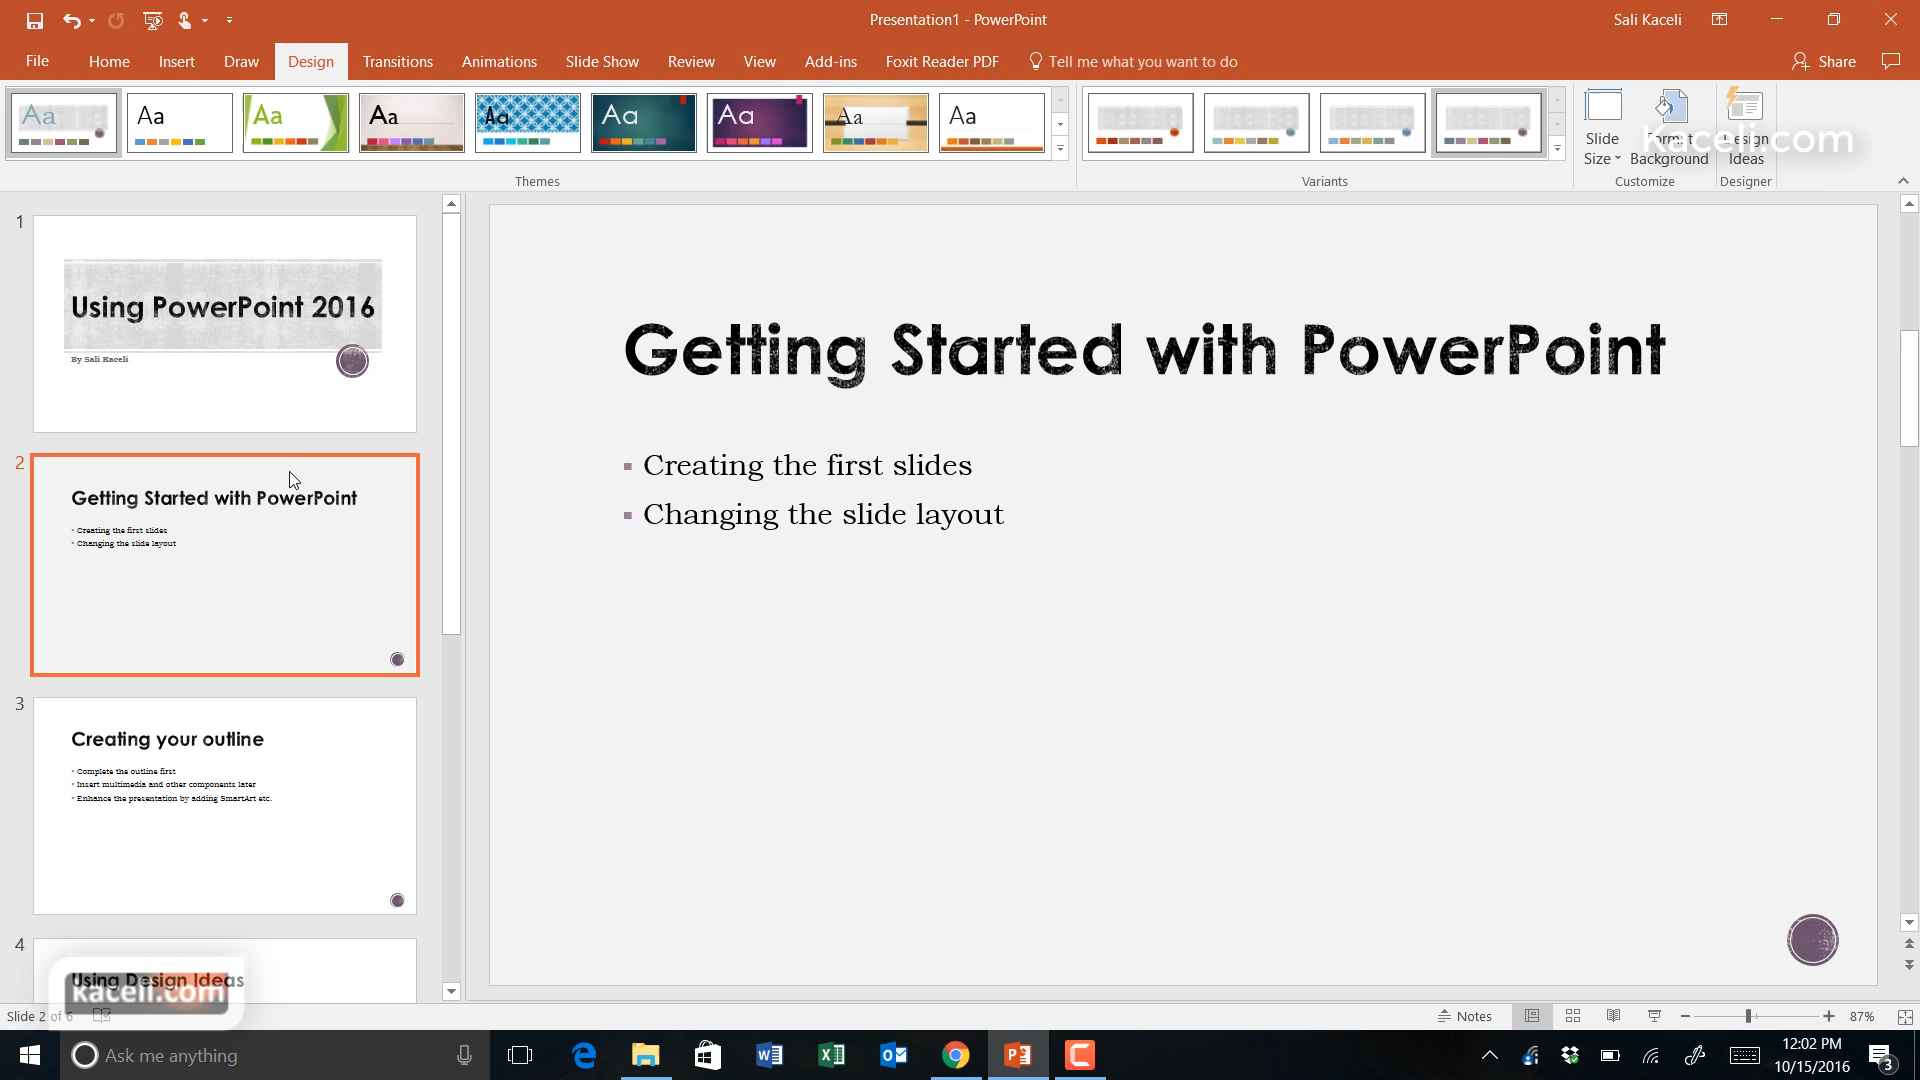 Presentation1 - PowerPoint
Sali Kaceli
File
Home
Insert
Draw
Design
Transitions
Animations
Slide Show
Review
View
Add-ins
Foxit Reader PDF
Tell me what you want to do
Share
Aa
Aa
Aa
Aa
Aa
Aa
Aa
Aa
Aa
Slide
Size
Format
Background
Design
Ideas
Kaceli.com
Themes
Variants
Customize
Designer
1
Using PowerPoint 2016
By Sali Kaceli
2
Getting Started with PowerPoint
Creating the first slides
Changing the slide layout
3
Creating your outline
Complete the outline first
Insert multimedia and other components later
Enhance the presentation by adding SmartArt etc.
4
Using Design Ideas
kaceli.com
Getting Started with PowerPoint
Creating the first slides
Changing the slide layout
Slide 2 of 6
Notes
87%
Ask me anything
12:02 PM
10/15/2016
3